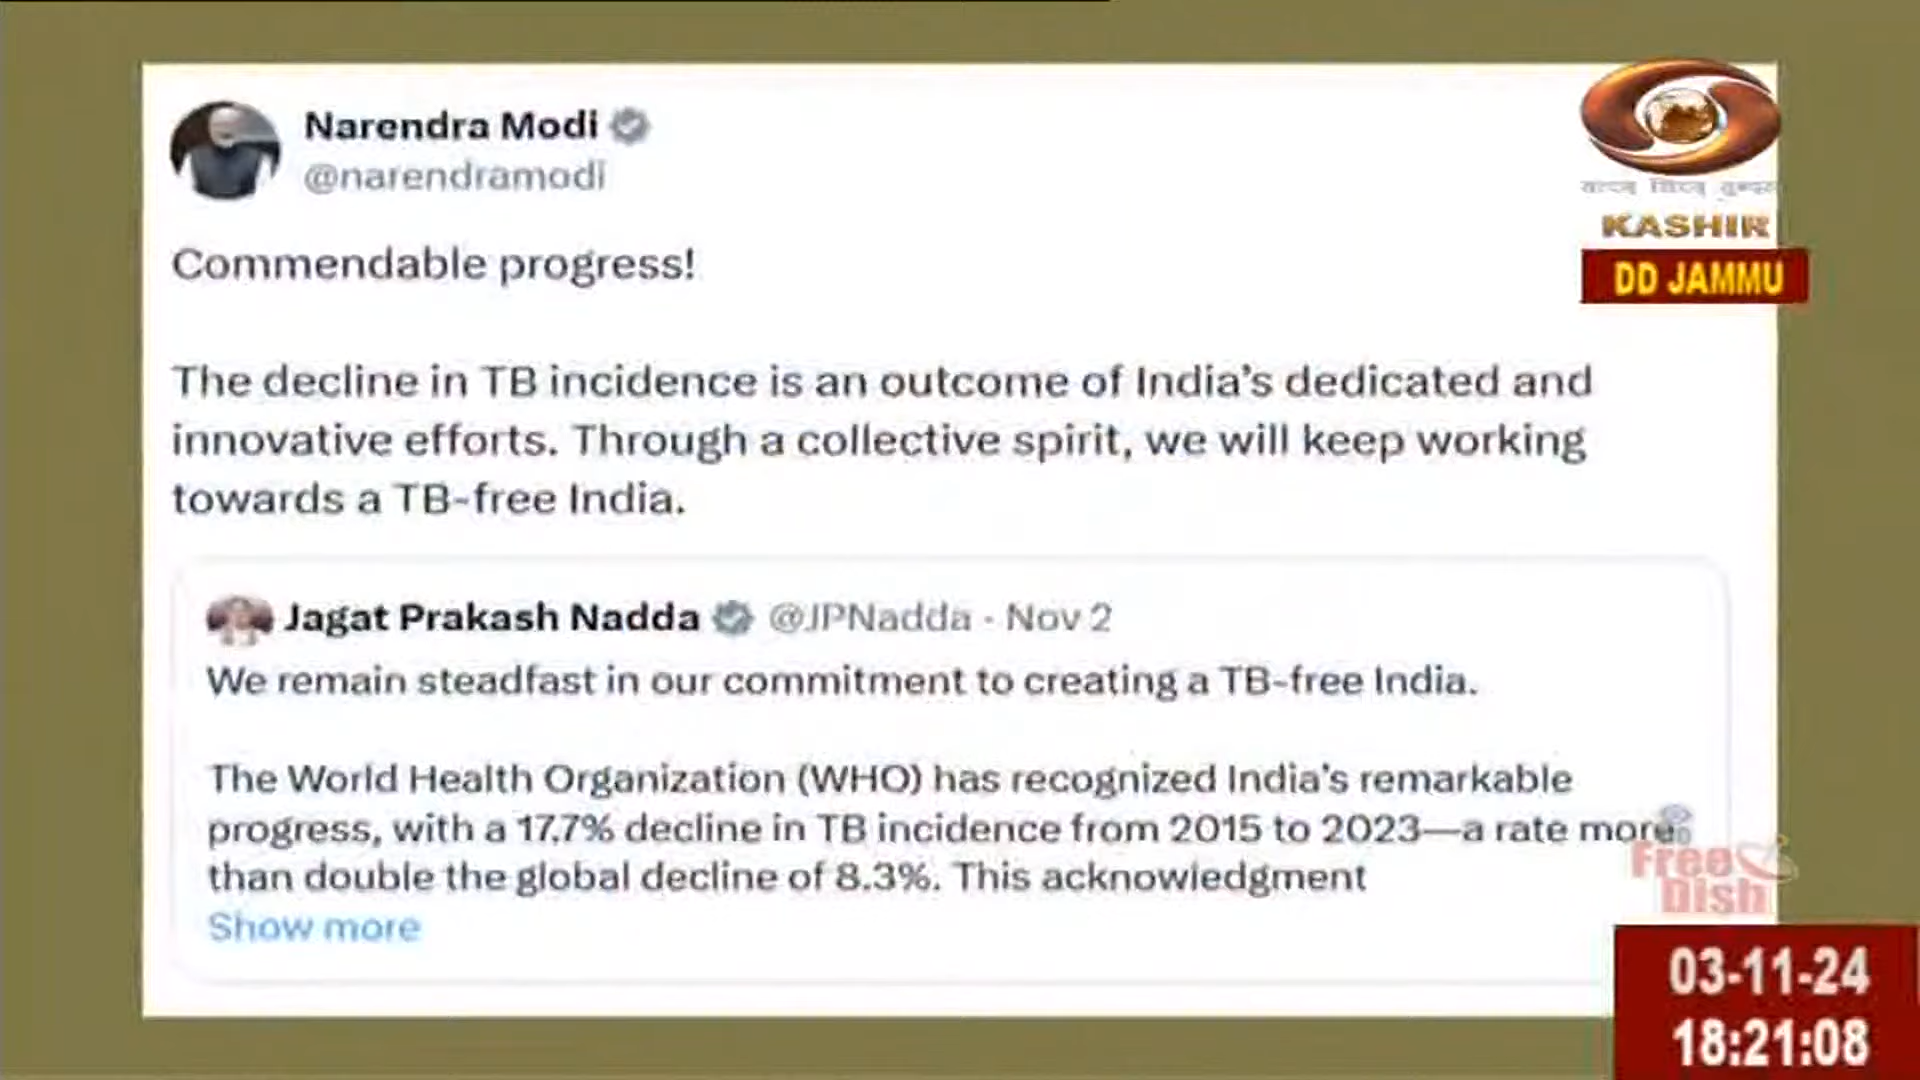 Narendra Modi
@narendramodi
Commendable progress!
The decline in TB incidence is an outcome of India's dedicated and
innovative efforts. Through a collective spirit, we will keep working
towards a TB-free India.
Jagat Prakash Nadda @JPNadda · Nov 2
We remain steadfast in our commitment to creating a TB-free India.
The World Health Organization (WHO) has recognized India's remarkable
progress, with a 17.7% decline in TB incidence from 2015 to 2023—a rate more
than double the global decline of 8.3%. This acknowledgment
Show more
KASHIR
DD JAMMU
Free
Dish
03-11-24
18:21:08